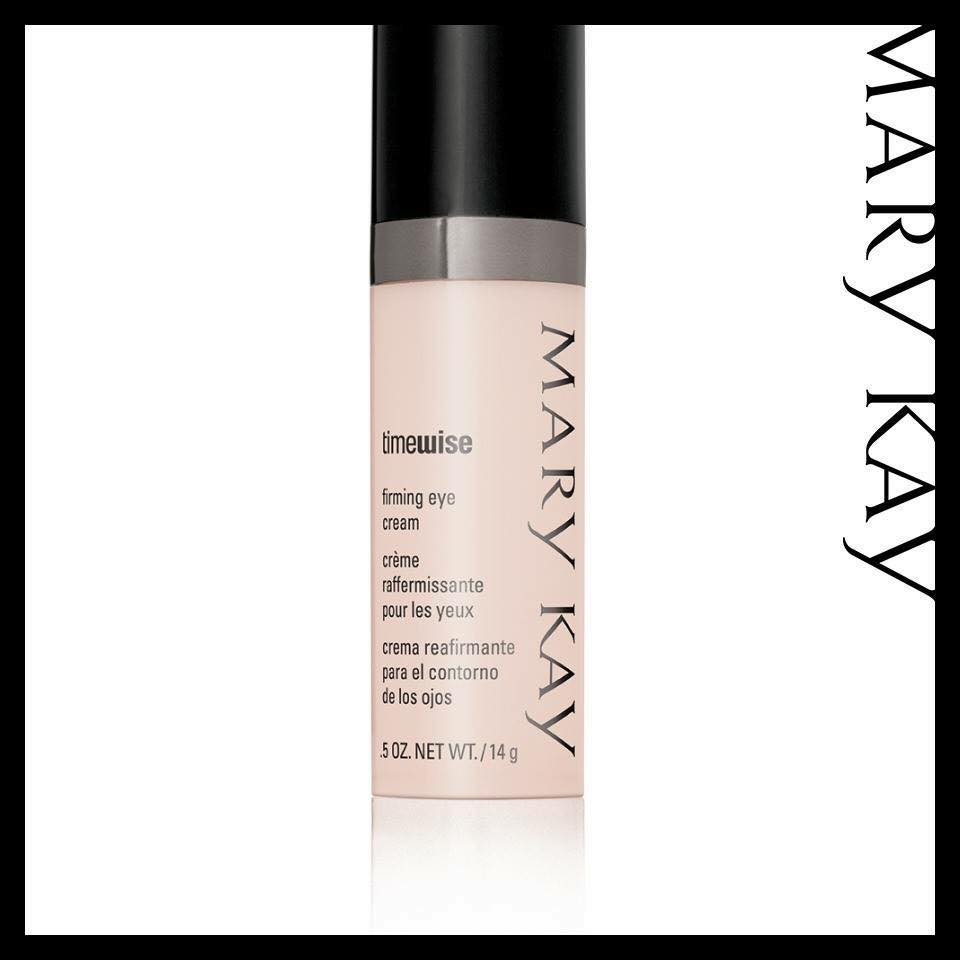 MARY KAY
timewise
firming eye
cream
crème
raffermissante
pour les yeux
crema reafirmante
para el contorno
de los ojos
.5 OZ. NET WT. / 14 g
MARY KAY